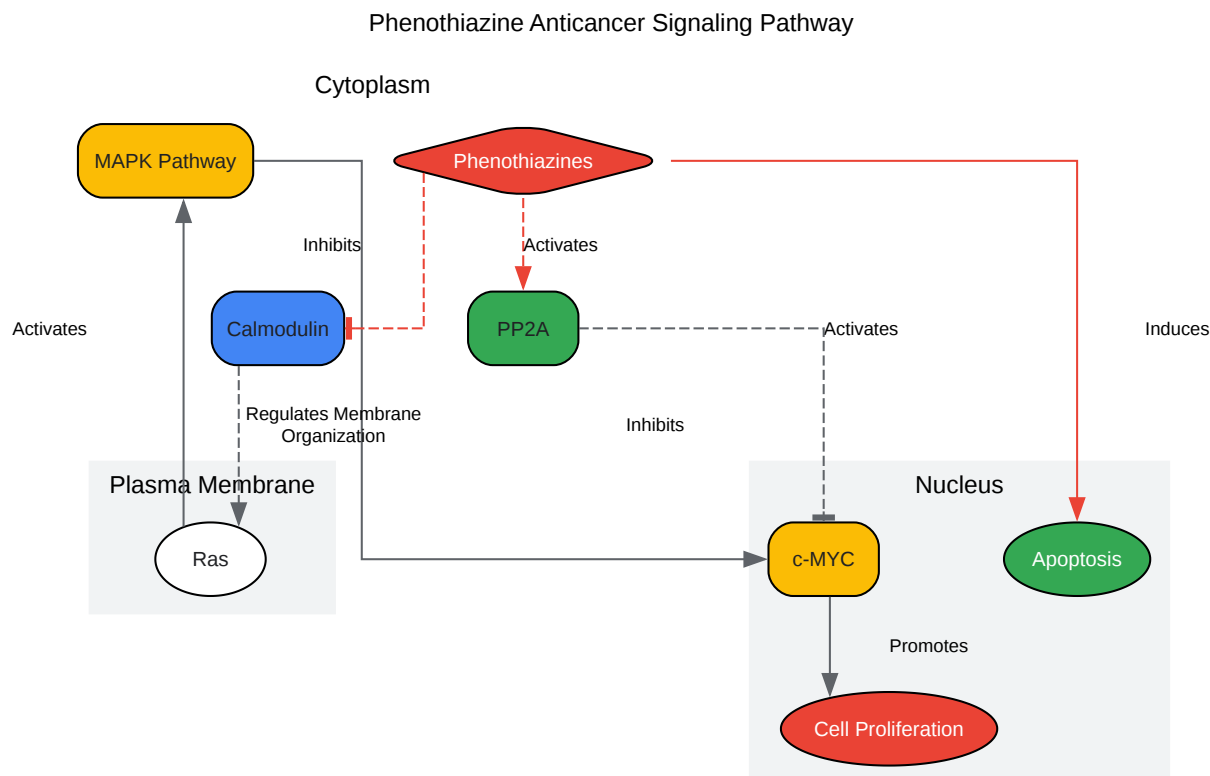 Phenothiazine Anticancer Signaling Pathway
Cytoplasm
MAPK Pathway
Phenothiazines
Inhibits
Activates
Activates
Calmodulin
PP2A
Activates
Induces
Regulates Membrane
Organization
Inhibits
Plasma Membrane
Nucleus
Ras
c-MYC
Apoptosis
Promotes
Cell Proliferation